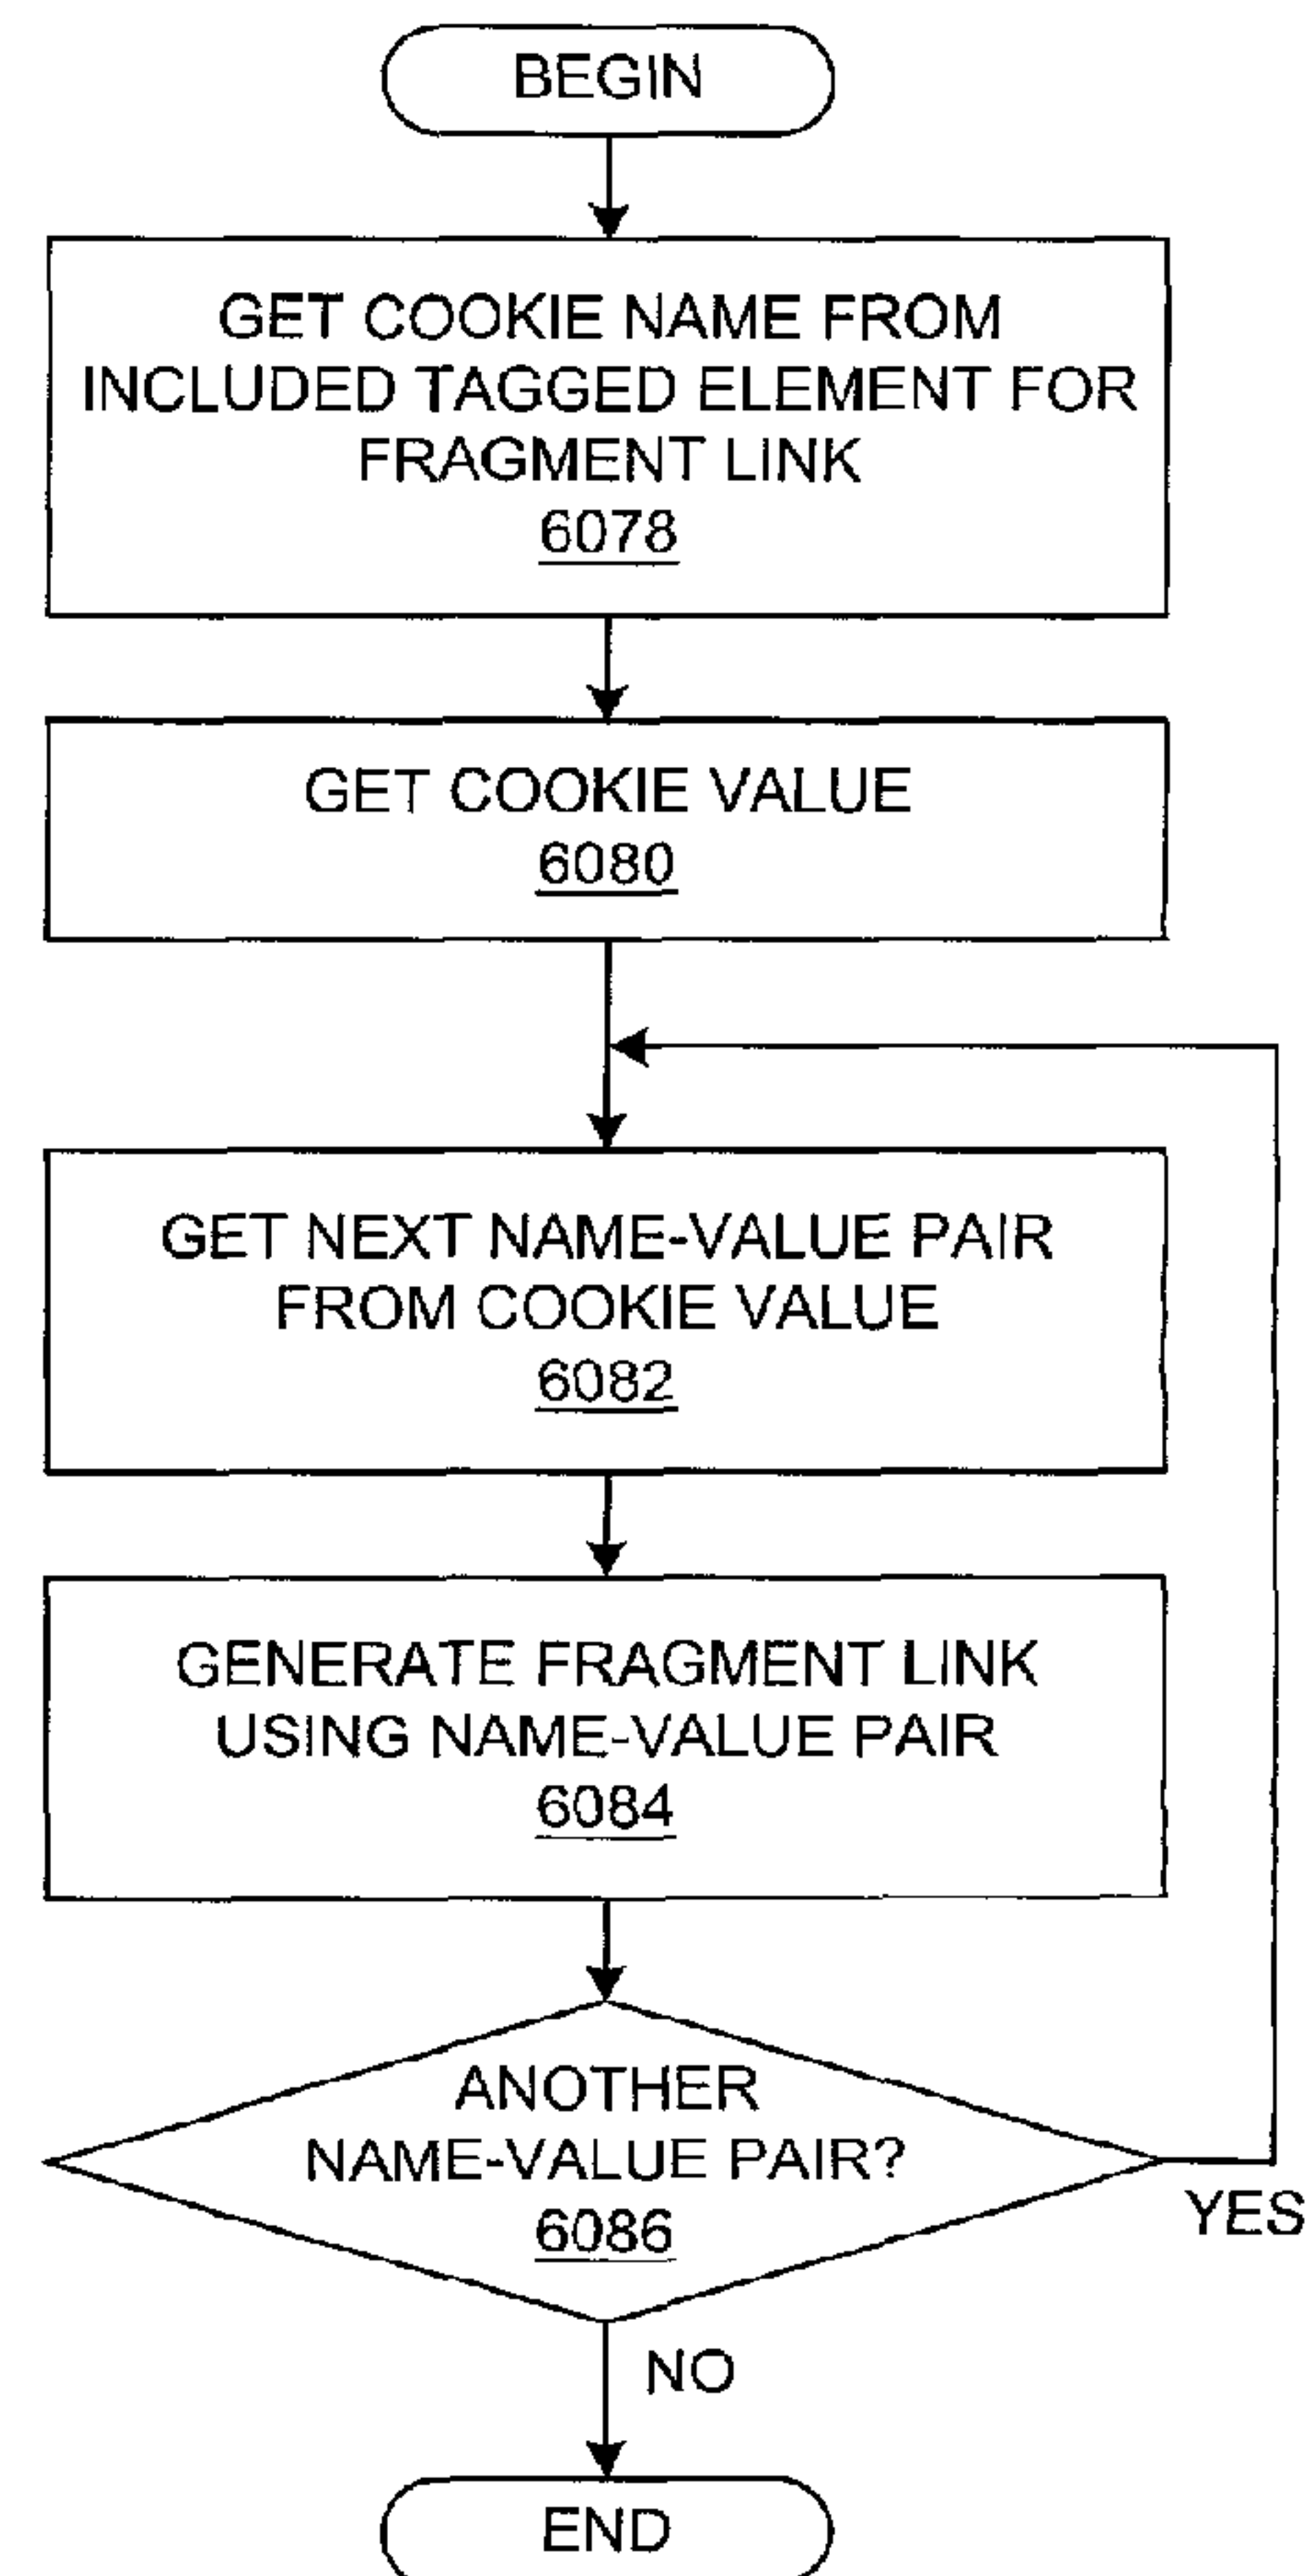 BEGIN
GET COOKIE NAME FROM
INCLUDED TAGGED ELEMENT FOR
FRAGMENT LINK
6078
GET COOKIE VALUE
6080
GET NEXT NAME-VALUE PAIR
FROM COOKIE VALUE
6082
GENERATE FRAGMENT LINK
USING NAME-VALUE PAIR
6084
ANOTHER
NAME-VALUE PAIR?
6086
YES
NO
END